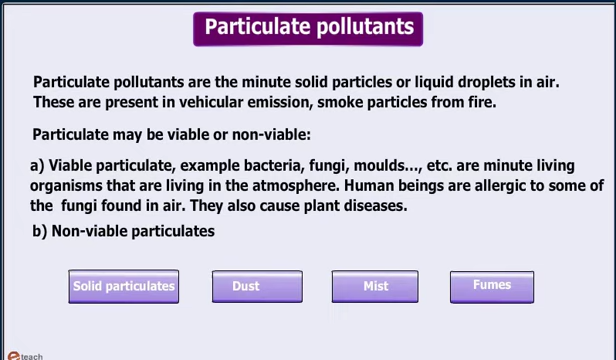 Particulate pollutants
Particulate pollutants are the minute solid particles or liquid droplets in air.
These are present in vehicular emission, smoke particles from fire.
Particulate may be viable or non-viable:
a) Viable particulate, example bacteria, fungi, moulds..., etc. are minute living
organisms that are living in the atmosphere. Human beings are allergic to some of
the fungi found in air. They also cause plant diseases.
b) Non-viable particulates
Solid particulates
Dust
Mist
Fumes
e teach